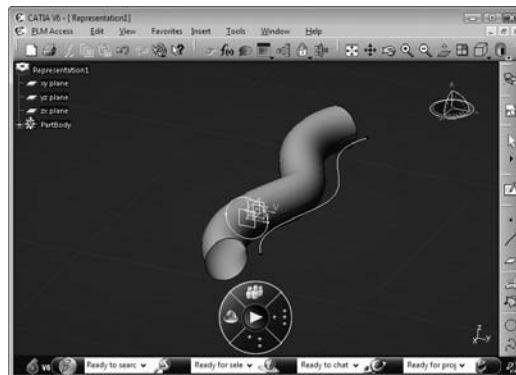 CATIA V6 - [ Representation1]
PLM Access Edit View Favorites Insert Tools Window Help
f(x)
Representation1
xy plane
yz plane
zx plane
PartBody
V
z
x y
V6 Ready to searc Ready for sele Ready to chat Ready for proj